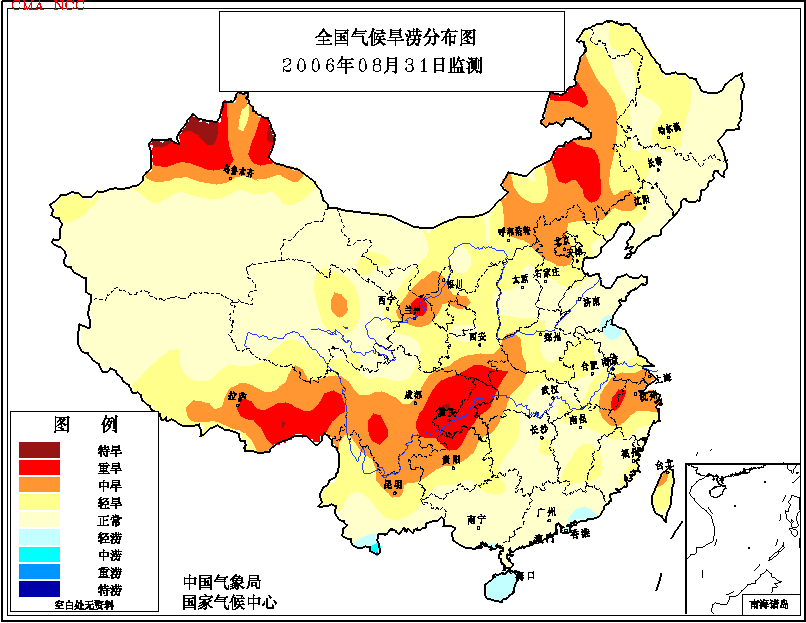 CMA NCC
全国气候旱涝分布图
2006年08月31日监测
哈尔滨
长春
沈阳
乌鲁木齐
呼和浩特
北京
天津
银川
太原
石家庄
西宁
兰州
济南
西安
郑州
合肥
南京
上海
拉萨
成都
重庆
武汉
杭州
长沙
南昌
贵阳
福州
台北
昆明
南宁
广州
澳门
香港
海口
图 例
特旱
重旱
中旱
轻旱
正常
轻涝
中涝
重涝
特涝
空白处无资料
中国气象局
国家气候中心
南海诸岛